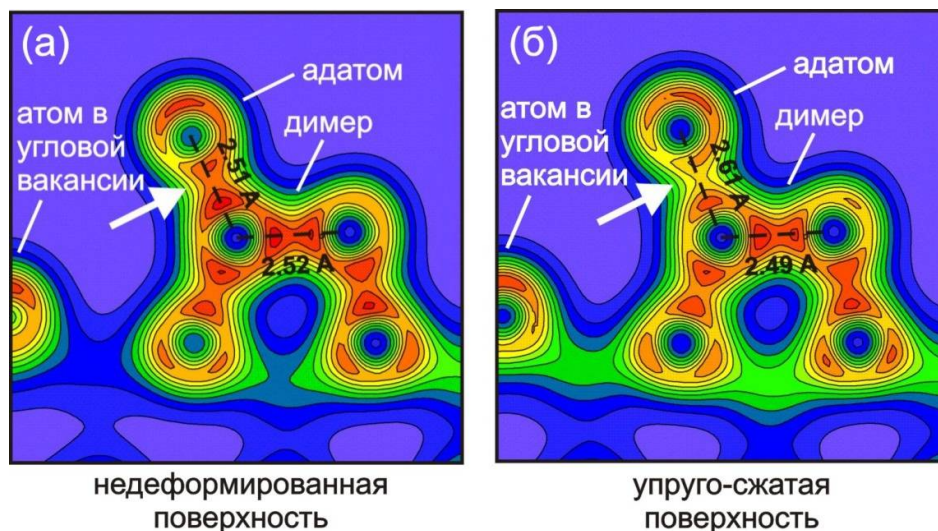 (а)
адатом
атом в
угловой
вакансии
димер
2.51 A
2.52 A
недеформированная
поверхность
(б)
адатом
атом в
угловой
вакансии
димер
2.61 A
2.49 A
упруго-сжатая
поверхность